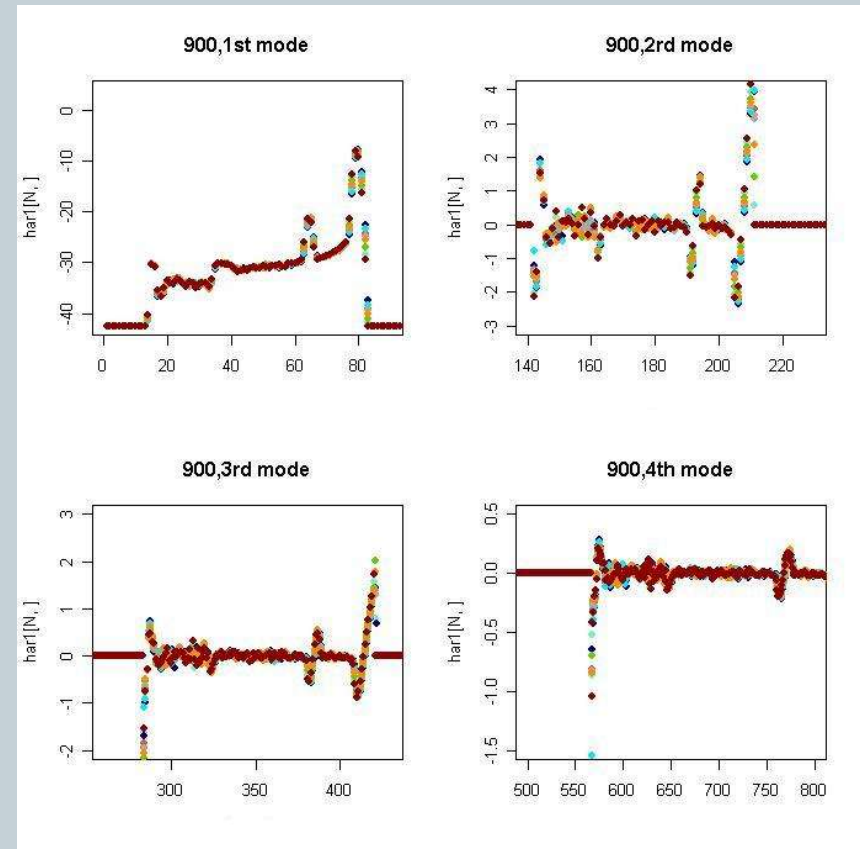 900,1st mode
har1[N, ]
0
-10
-20
-30
-40
0 20 40 60 80
900,2rd mode
har1[N, ]
4
3
2
1
0
-1
-2
-3
140 160 180 200 220
900,3rd mode
har1[N, ]
3
2
1
0
-1
-2
300 350 400
900,4th mode
har1[N, ]
0.5
0.0
-0.5
-1.0
-1.5
500 550 600 650 700 750 800